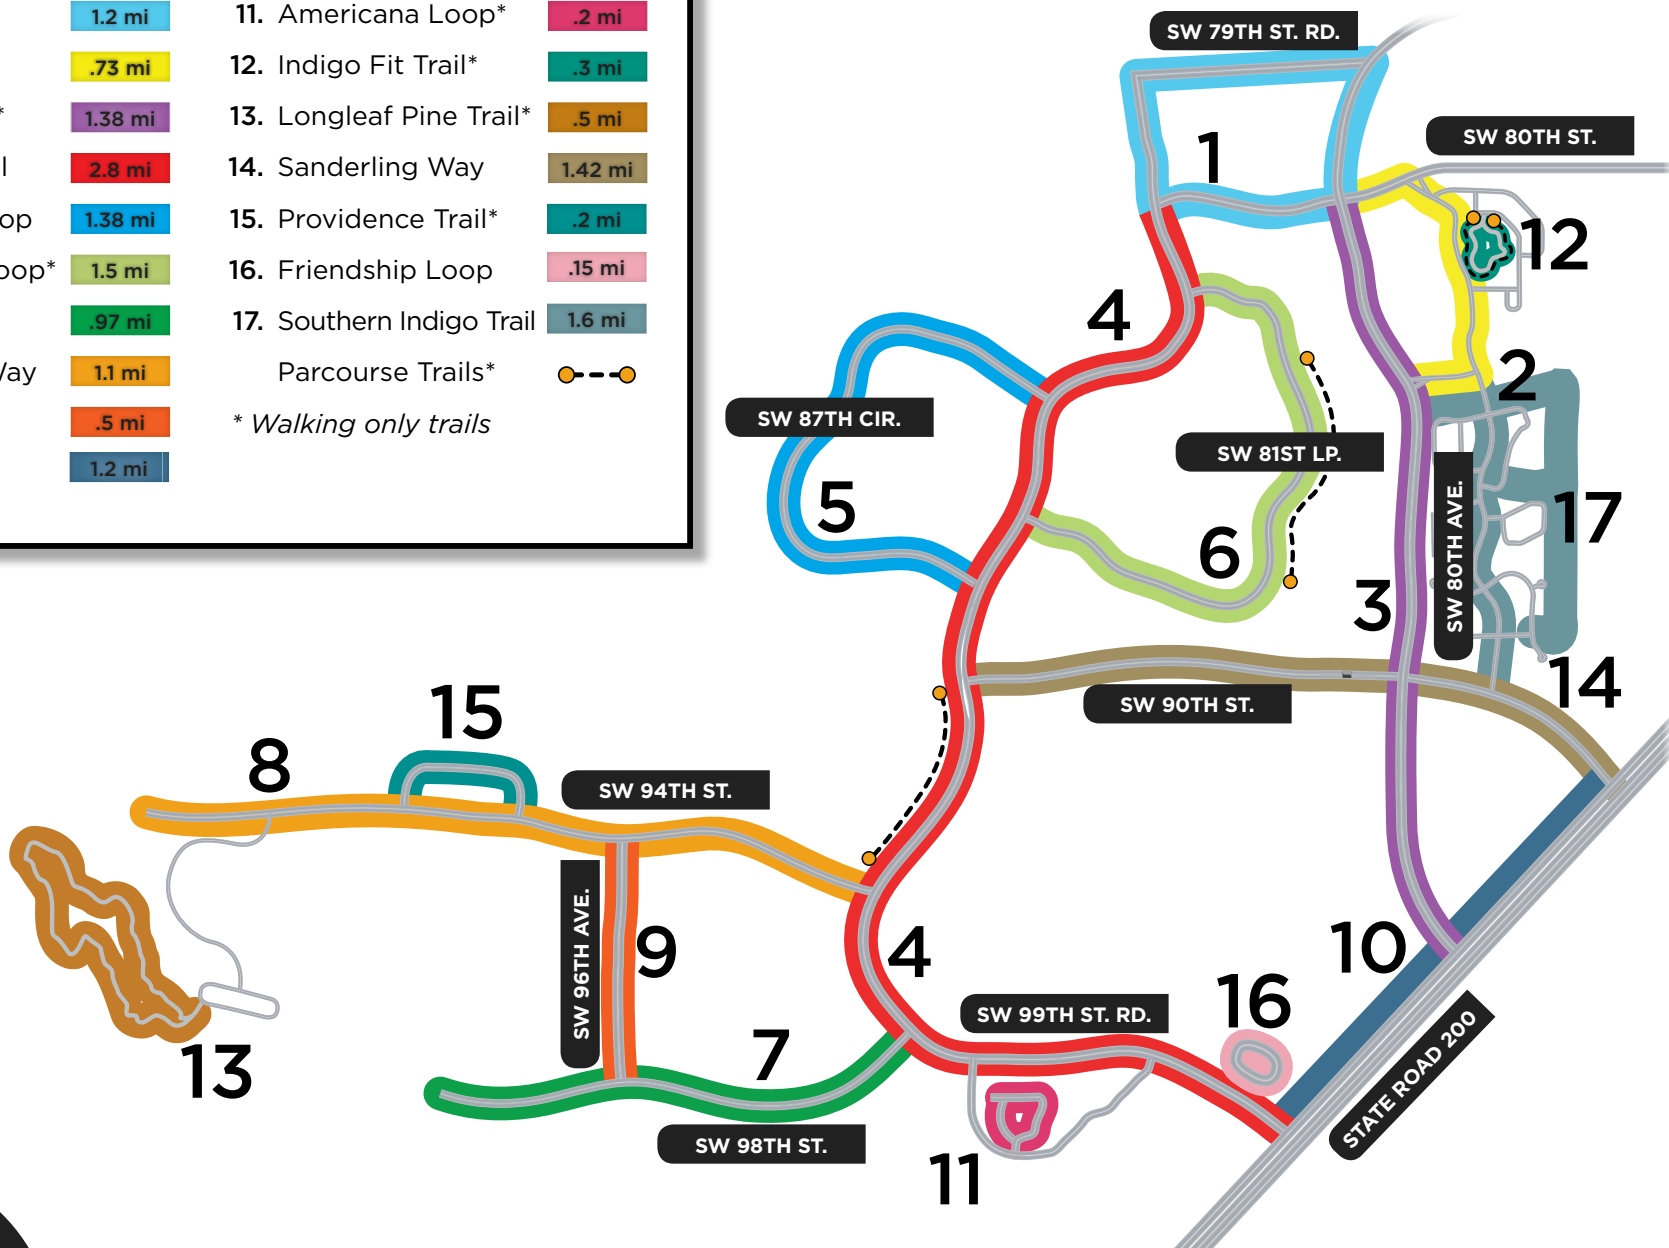 1.2 mi
.73 mi
* 1.38 mi
l 2.8 mi
op 1.38 mi
oop* 1.5 mi
.97 mi
Way 1.1 mi
.5 mi
1.2 mi
11. Americana Loop* .2 mi
12. Indigo Fit Trail* .3 mi
13. Longleaf Pine Trail* .5 mi
14. Sanderling Way 1.42 mi
15. Providence Trail* .2 mi
16. Friendship Loop .15 mi
17. Southern Indigo Trail 1.6 mi
Parcourse Trails*
* Walking only trails
SW 79TH ST. RD.
SW 80TH ST.
1
12
4
2
SW 87TH CIR.
SW 81ST LP.
5
6
SW 80TH AVE.
17
3
14
SW 90TH ST.
15
8
SW 94TH ST.
SW 96TH AVE.
9
4
10
16
SW 99TH ST. RD.
13
7
STATE ROAD 200
SW 98TH ST.
11